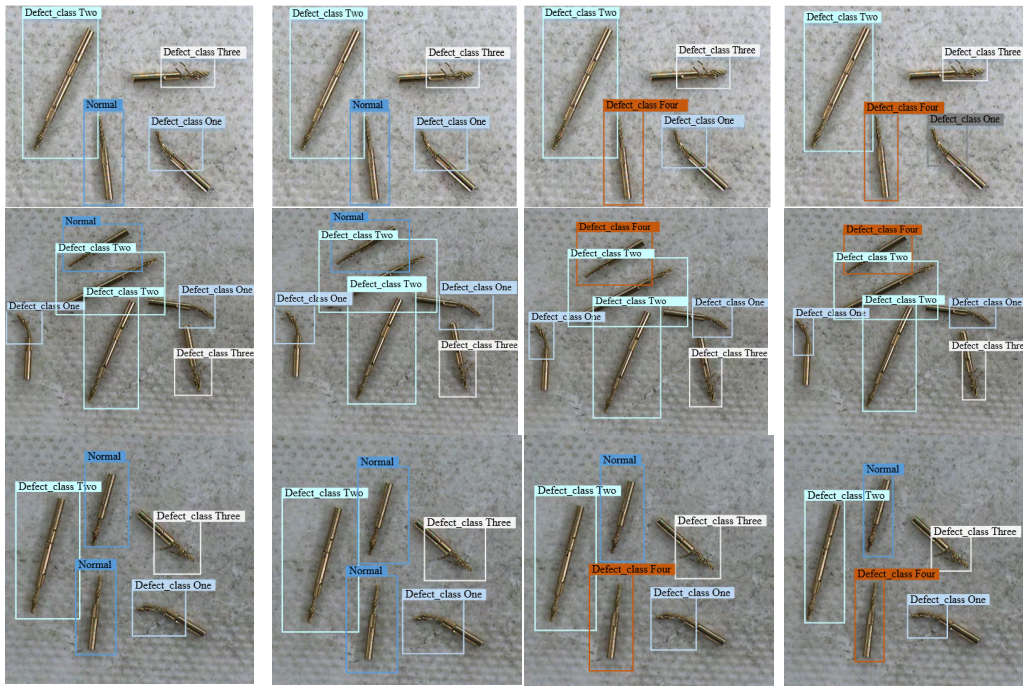 Defect_class Two
Defect_class Three
Normal
Defect_class One
Defect_class Two
Defect_class Three
Normal
Defect_class One
Defect_class Two
Defect_class Three
Defect_class Four
Defect_class One
Defect_class Two
Defect_class Three
Defect_class Four
Defect_class One
Normal
Defect_class Two
Defect_class Two
Defect_class One
Defect_class One
Defect_class Three
Normal
Defect_class Two
Defect_class Two
Defect_class One
Defect_class One
Defect_class Three
Defect_class Four
Defect_class Two
Defect_class Two
Defect_class One
Defect_class One
Defect_class Three
Defect_class Four
Defect_class Two
Defect_class Two
Defect_class One
Defect_class One
Defect_class Three
Normal
Defect_class Two
Defect_class Three
Normal
Defect_class One
Normal
Defect_class Two
Defect_class Three
Normal
Defect_class One
Normal
Defect_class Two
Defect_class Three
Defect_class Four
Defect_class One
Normal
Defect_class Two
Defect_class Three
Defect_class Four
Defect_class One